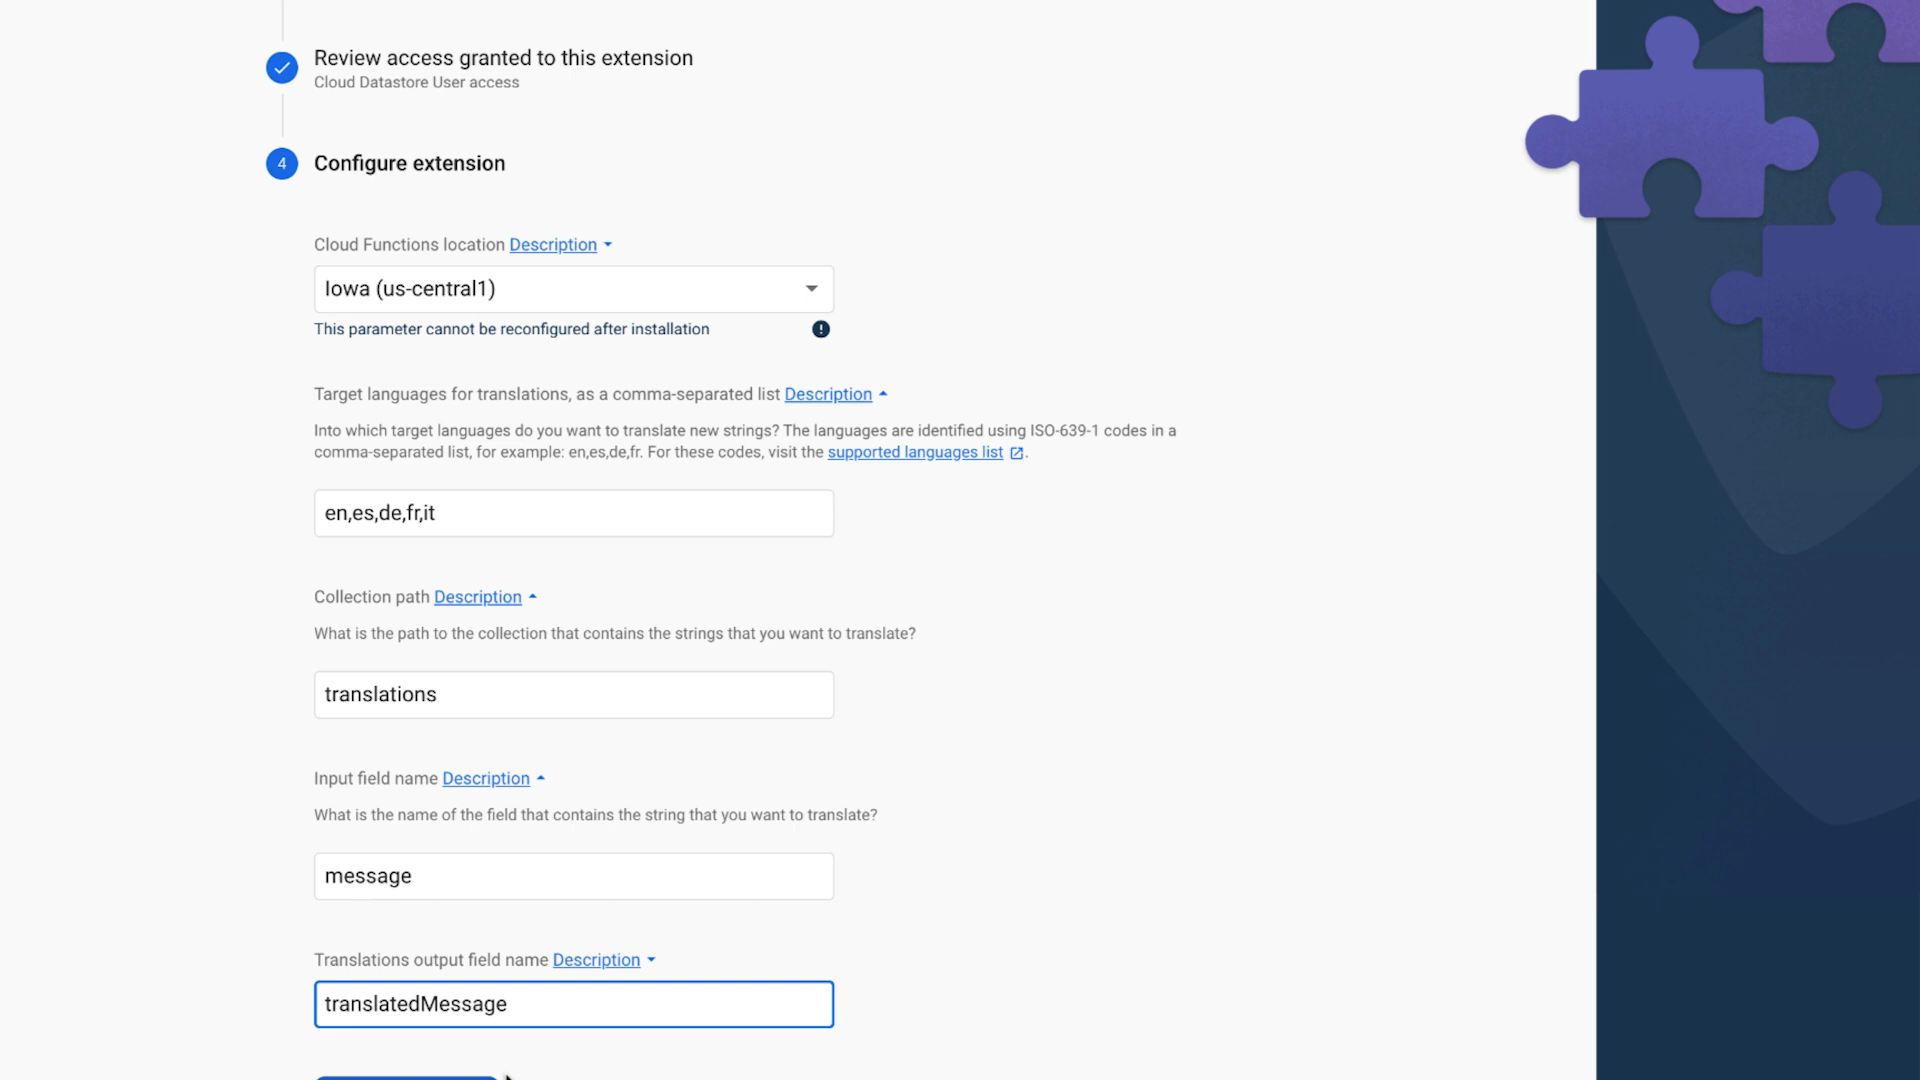 Review access granted to this extension
Cloud Datastore User access
4 Configure extension
Cloud Functions location Description
Iowa (us-central1)
This parameter cannot be reconfigured after installation
Target languages for translations, as a comma-separated list Description
Into which target languages do you want to translate new strings? The languages are identified using ISO-639-1 codes in a
comma-separated list, for example: en,es,de,fr. For these codes, visit the supported languages list.
en,es,de,fr,it
Collection path Description
What is the path to the collection that contains the strings that you want to translate?
translations
Input field name Description
What is the name of the field that contains the string that you want to translate?
message
Translations output field name Description
translatedMessage